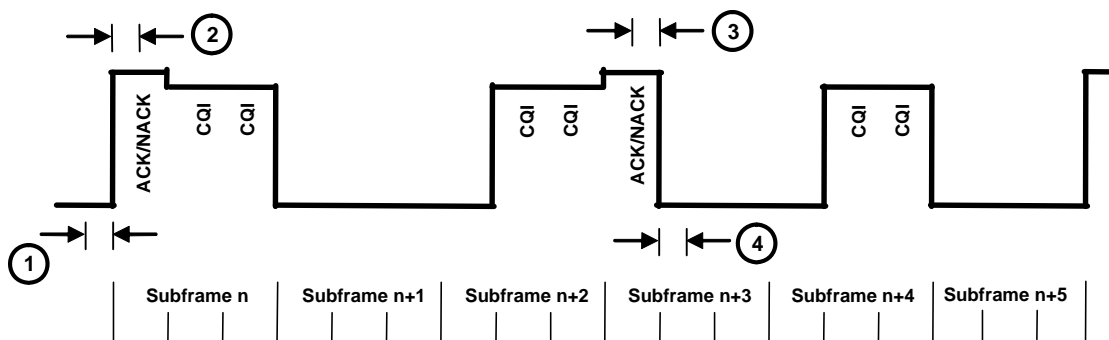 2
3
ACK/NACK
CQI
CQI
CQI
CQI
ACK/NACK
CQI
CQI
1
4
Subframe n
Subframe n+1
Subframe n+2
Subframe n+3
Subframe n+4
Subframe n+5